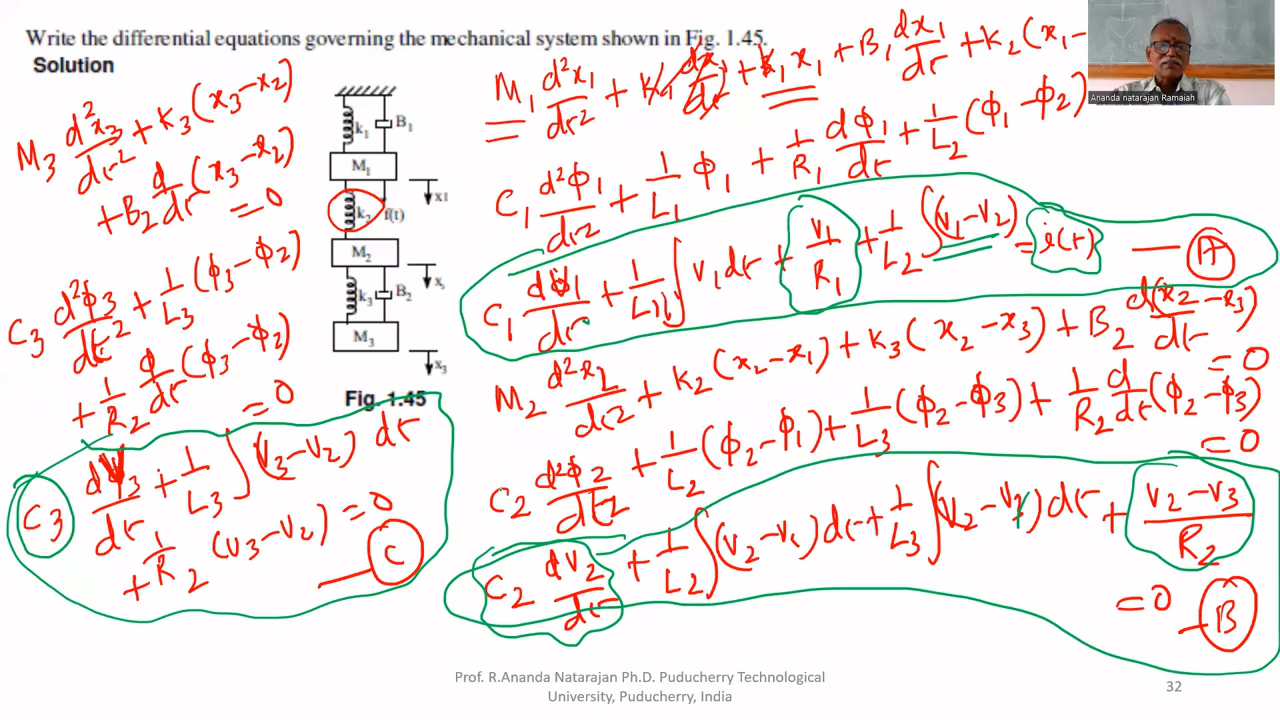 Write the differential equations governing the mechanical system shown in Fig. 1.45.
Solution
M3 d²x3/dt² + K3(x3-x2)
+B2 d/dt (x3-x2)
=0
C3 d²φ3/dt² + 1/L3 (φ3-φ2)
+ 1/R2 d/dt (φ3-φ2)
=0
C3 dV3/dt + 1/L3 ∫(V3-V2) dt
+ 1/R2 (V3-V2) =0
C
k1 B1
M1
x1
k2 f(t)
M2
k3 B2
M3
x3
Fig. 1.45
M1 d²x1/dt² + K1 x1 + B1 dx1/dt + K2(x1-
C1 d²φ1/dt² + 1/L1 φ1 + 1/R1 dφ1/dt + 1/L2 (φ1-φ2)
C1 dV1/dt + 1/L1 ∫ V1 dt + V1/R1 + 1/L2 ∫(V1-V2) = i(t) — A
M2 d²x2/dt² + K2(x2-x1) + K3(x2-x3) + B2 d(x2-x3)/dt
=0
C2 d²φ2/dt² + 1/L2 (φ2-φ1) + 1/L3 (φ2-φ3) + 1/R2 d/dt (φ2-φ3)
=0
C2 dV2/dt + 1/L2 ∫(V2-V1) dt + 1/L3 ∫(V2-V3) dt + V2-V3/R2
=0 — B
Ananda natarajan Ramaiah
Prof. R.Ananda Natarajan Ph.D. Puducherry Technological
University, Puducherry, India
32